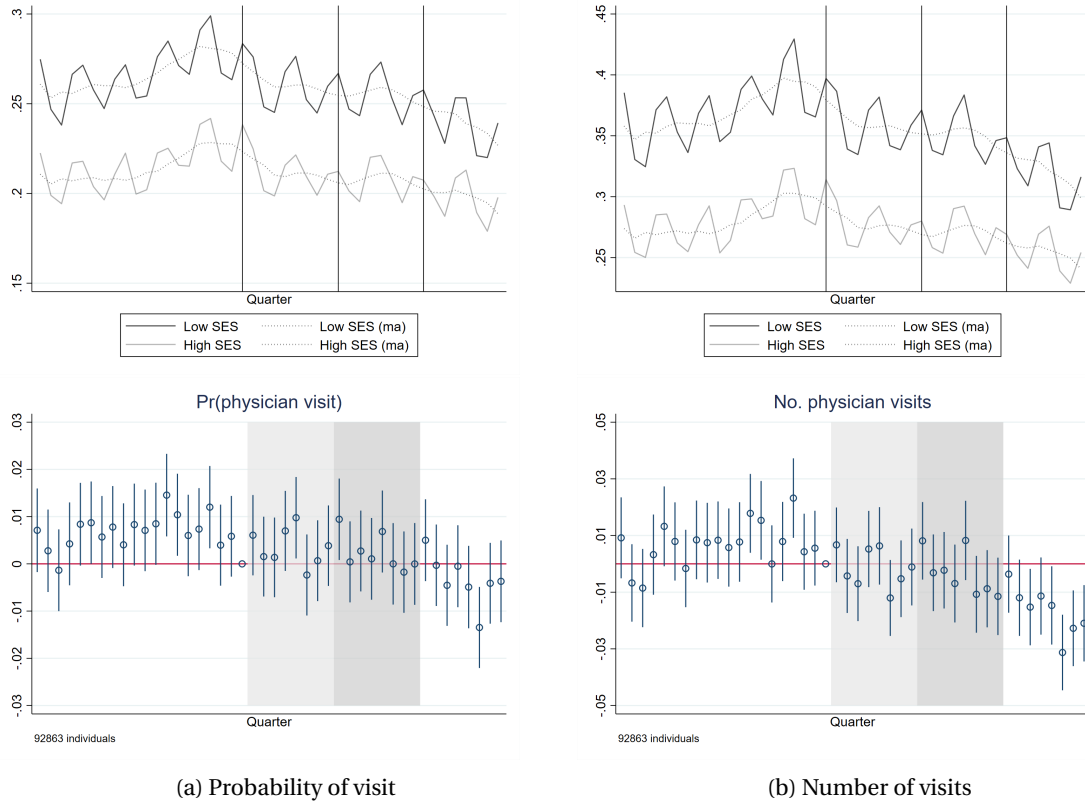 .3
.25
.2
.15
Quarter
Low SES
Low SES (ma)
High SES
High SES (ma)
.45
.4
.35
.3
.25
Quarter
Low SES
Low SES (ma)
High SES
High SES (ma)
Pr(physician visit)
.03
.02
.01
0
-.01
-.02
-.03
Quarter
92863 individuals
No. physician visits
.05
.03
.01
-.01
-.03
-.05
Quarter
92863 individuals
(a) Probability of visit
(b) Number of visits